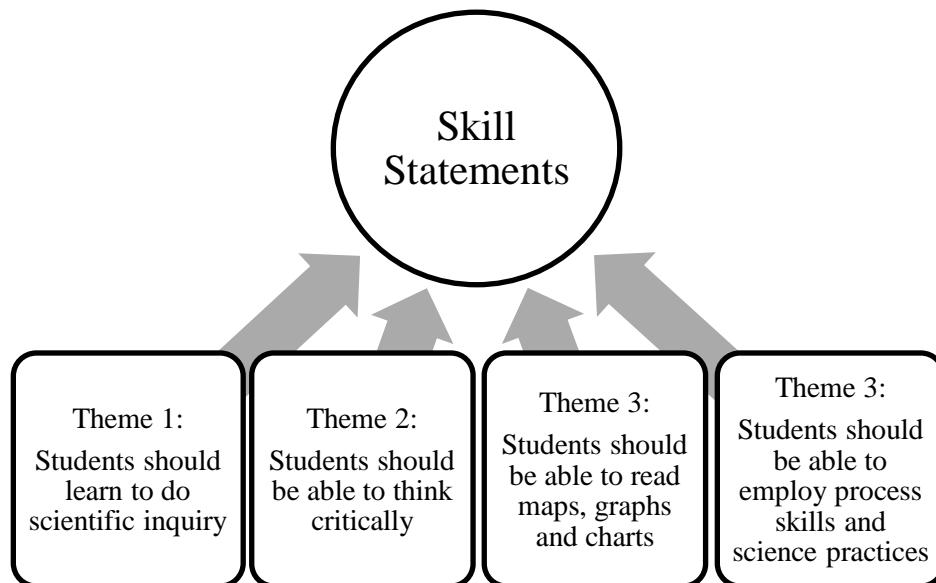 Skill
Statements
Theme 1:
Students should
learn to do
scientific inquiry
Theme 2:
Students should
be able to think
critically
Theme 3:
Students should
be able to read
maps, graphs
and charts
Theme 3:
Students should
be able to
employ process
skills and
science practices